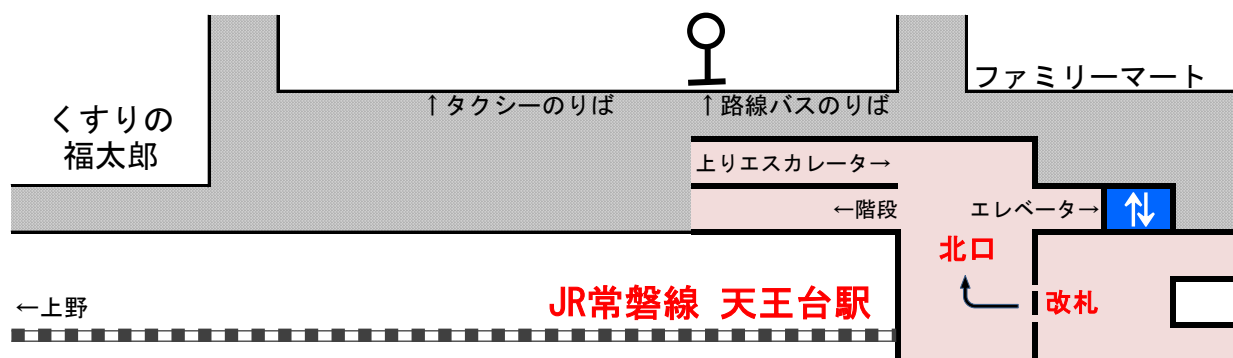 くすりの
福太郎
↑タクシーのりば
↑路線バスのりば
ファミリーマート
上りエスカレータ→
←階段
エレベータ→
北口
改札
JR常磐線 天王台駅
←上野